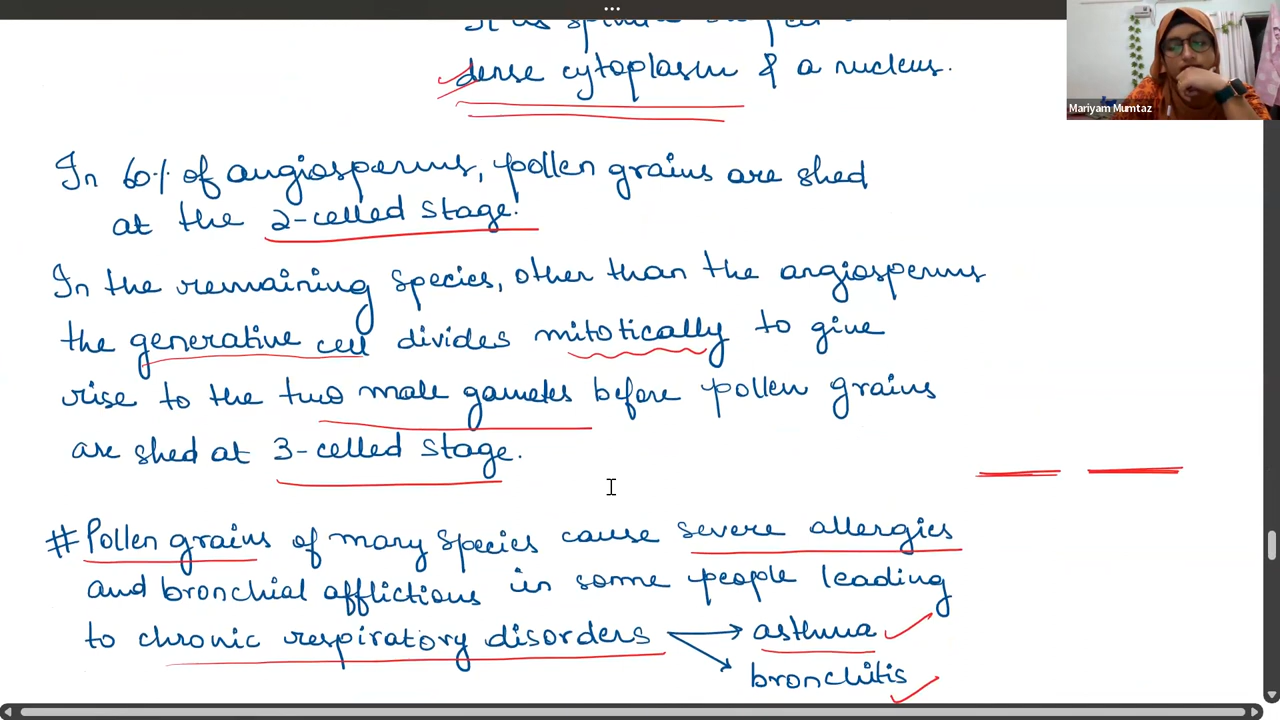 It is spindle
dense cytoplasm & a nucleus.
Mariyam Mumtaz
In 60% of angiosperms, pollen grains are shed
at the 2-celled stage.
In the remaining species, other than the angiosperms
the generative cell divides mitotically to give
rise to the two male gametes before pollen grains
are shed at 3-celled stage.
# Pollen grains of many species cause severe allergies
and bronchial afflictions in some people leading
to chronic respiratory disorders → asthma
bronchitis